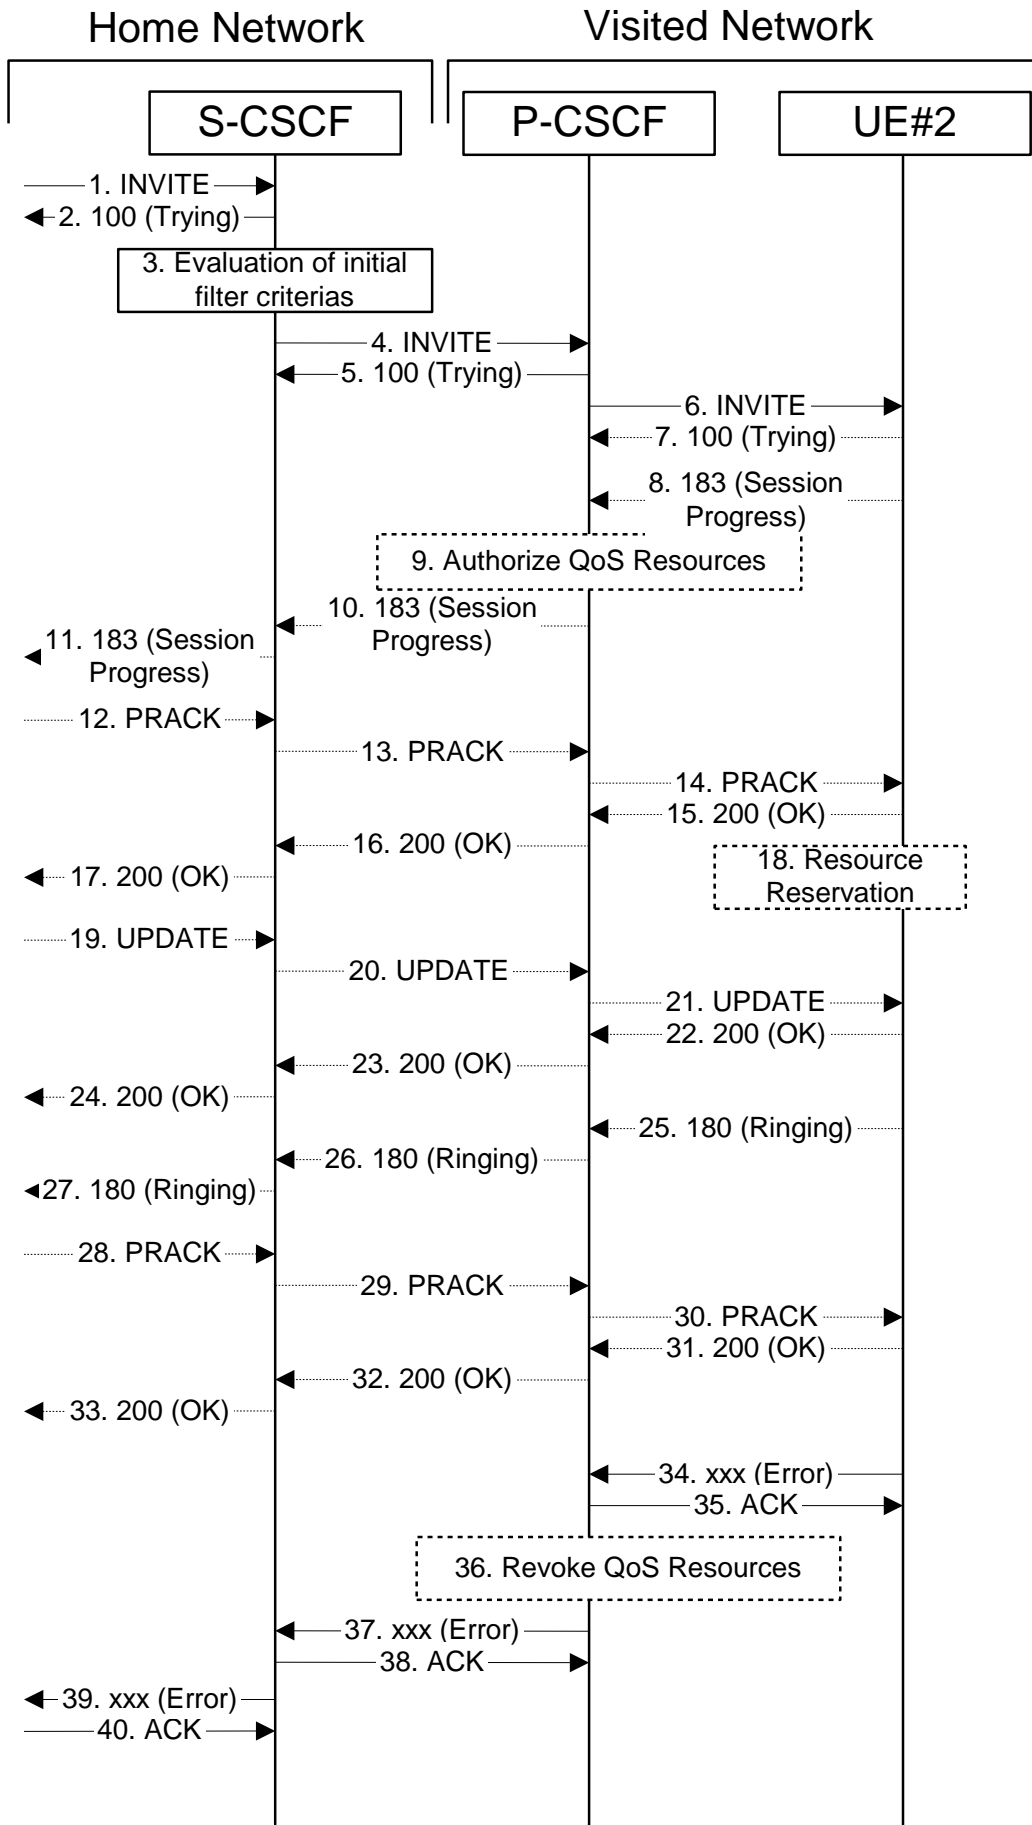 Home Network
Visited Network
S-CSCF
P-CSCF
UE#2
1. INVITE
2. 100 (Trying)
3. Evaluation of initial
filter criterias
4. INVITE
5. 100 (Trying)
6. INVITE
7. 100 (Trying)
8. 183 (Session
Progress)
9. Authorize QoS Resources
10. 183 (Session
Progress)
11. 183 (Session
Progress)
12. PRACK
13. PRACK
14. PRACK
15. 200 (OK)
16. 200 (OK)
17. 200 (OK)
18. Resource
Reservation
19. UPDATE
20. UPDATE
21. UPDATE
22. 200 (OK)
23. 200 (OK)
24. 200 (OK)
25. 180 (Ringing)
26. 180 (Ringing)
27. 180 (Ringing)
28. PRACK
29. PRACK
30. PRACK
31. 200 (OK)
32. 200 (OK)
33. 200 (OK)
34. xxx (Error)
35. ACK
36. Revoke QoS Resources
37. xxx (Error)
38. ACK
39. xxx (Error)
40. ACK